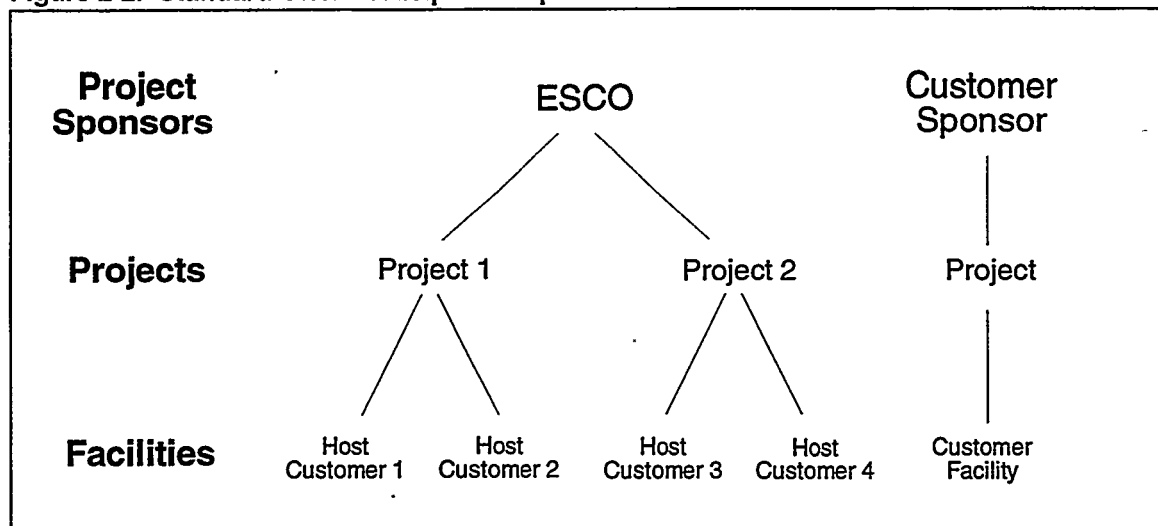 Project
Sponsors
ESCO
Customer
Sponsor
Projects
Project 1
Project 2
Project
Facilities
Host
Customer 1
Host
Customer 2
Host
Customer 3
Host
Customer 4
Customer
Facility